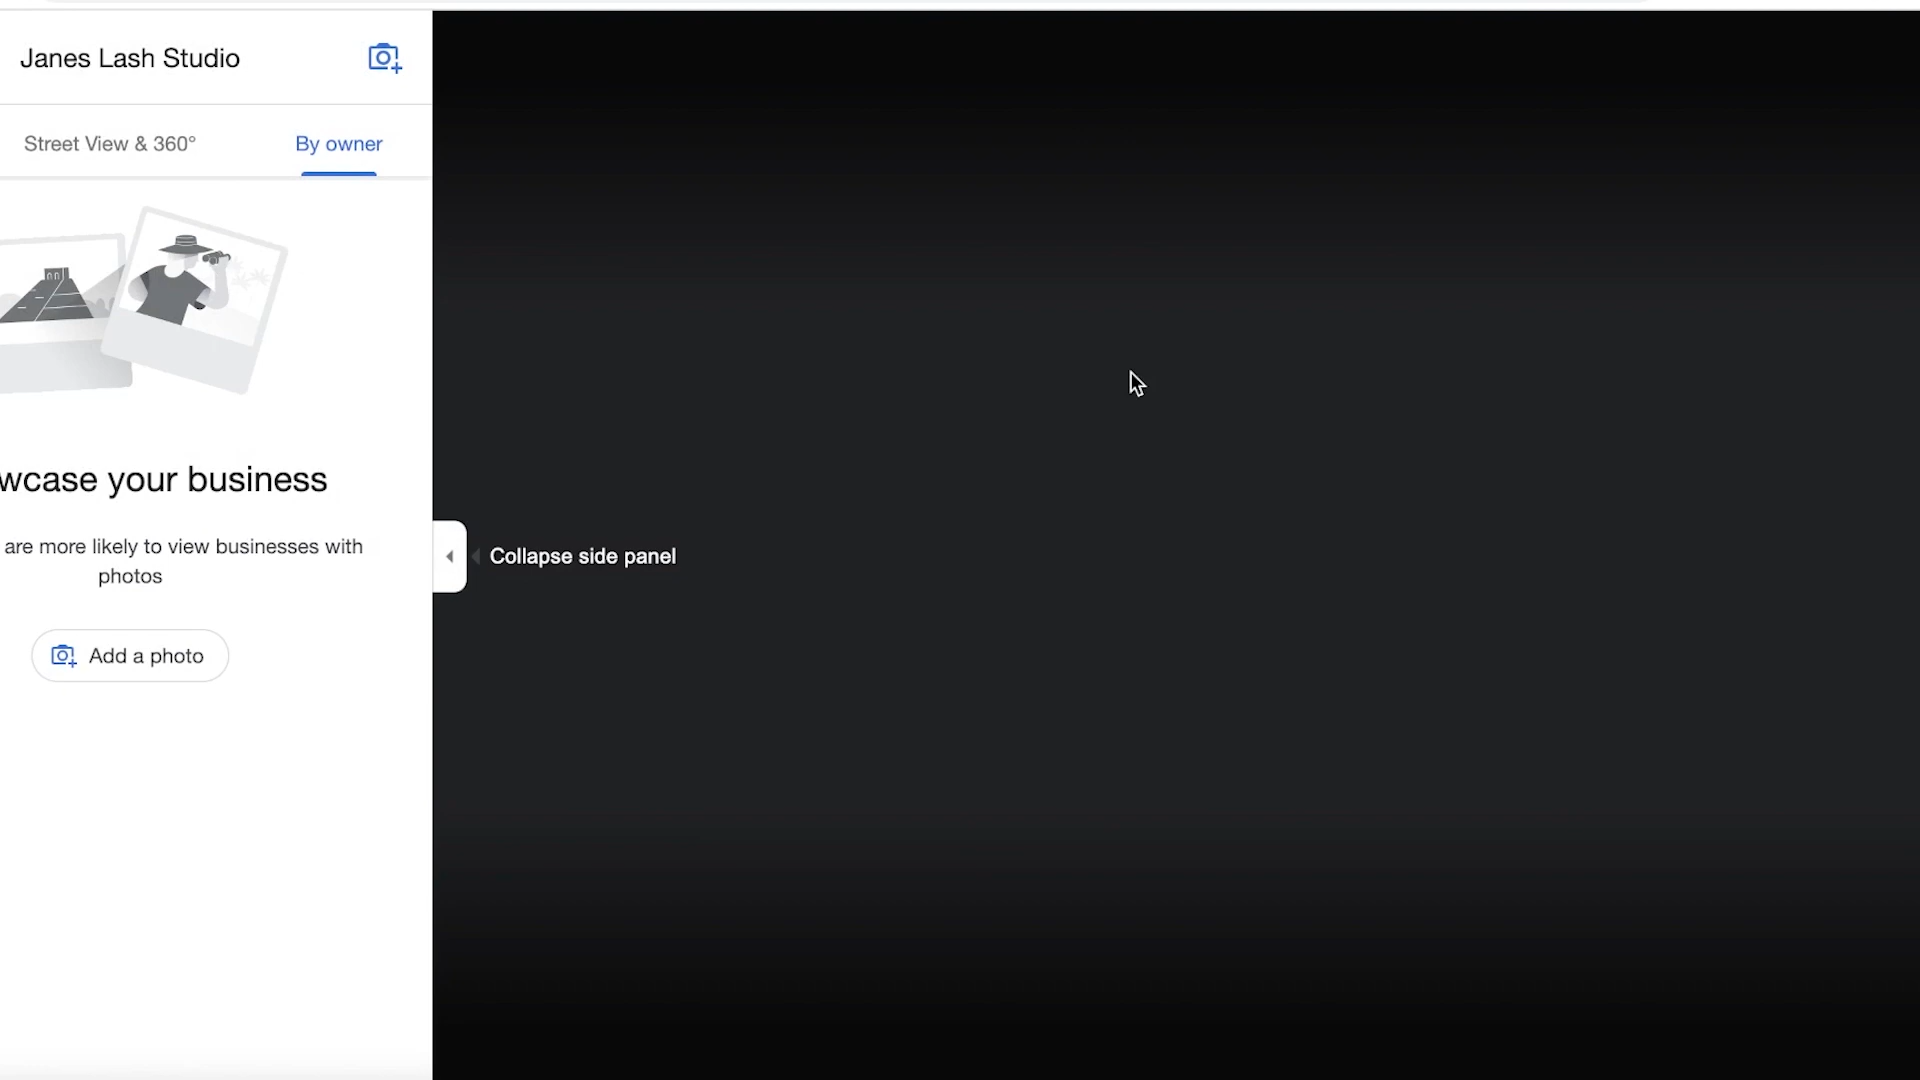 Janes Lash Studio
Street View & 360°
By owner
wcase your business
are more likely to view businesses with
photos
Collapse side panel
Add a photo